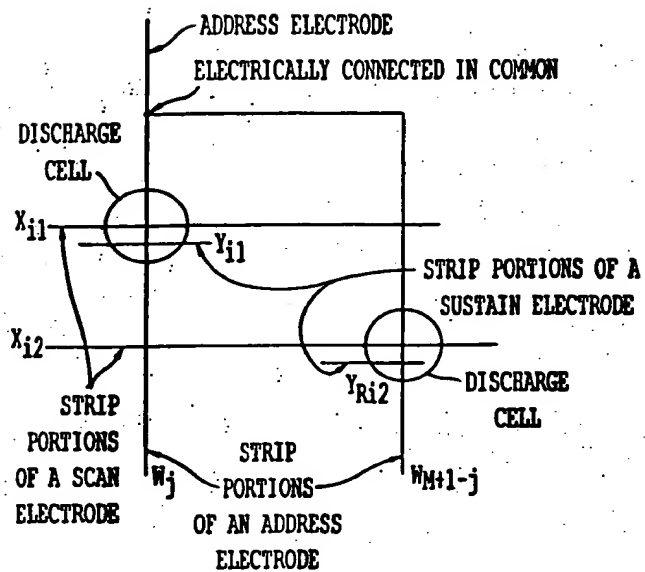 ADDRESS ELECTRODE
ELECTRICALLY CONNECTED IN COMMON
DISCHARGE
CELL
Xi1
Yi1
STRIP PORTIONS OF A
SUSTAIN ELECTRODE
Xi2
YRi2
DISCHARGE
CELL
STRIP
PORTIONS
OF A SCAN
ELECTRODE
Wj
STRIP
PORTIONS
OF AN ADDRESS
ELECTRODE
WM+1-j